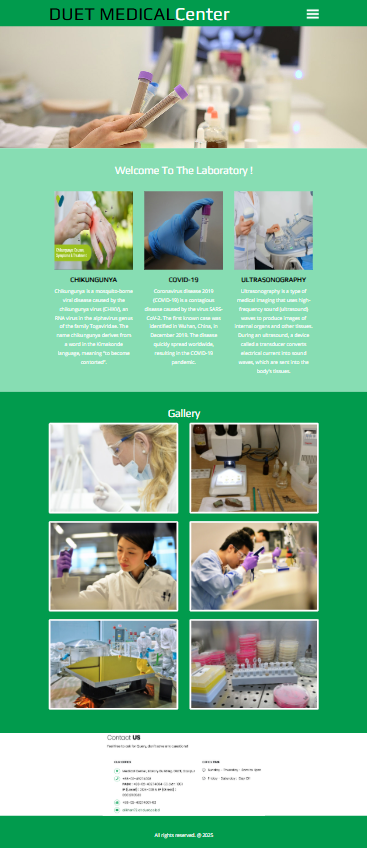 DUET MEDICALCenter
Welcome To The Laboratory !
CHIKUNGUNYA
Chikungunya is a mosquito-borne
viral disease caused by the
chikungunya virus (CHIKV), an
RNA virus in the alphavirus genus
of the family Togaviridae. The
name chikungunya derives from
a word in the Kimakonde
language, meaning "to become
contorted".
COVID-19
Coronavirus disease 2019
(COVID-19) is a contagious
disease caused by the virus SARS-
CoV-2. The first known case was
identified in Wuhan, China, in
December 2019. The disease
quickly spread worldwide,
resulting in the COVID-19
pandemic.
ULTRASONOGRAPHY
Ultrasonography is a type of
medical imaging that uses high-
frequency sound (ultrasound)
waves to produce images of
internal organs and other tissues.
During an ultrasound, a device
called a transducer converts
electrical current into sound
waves, which are sent into the
body's tissues.
Gallery
Contact US
All rights reserved. @ 2025